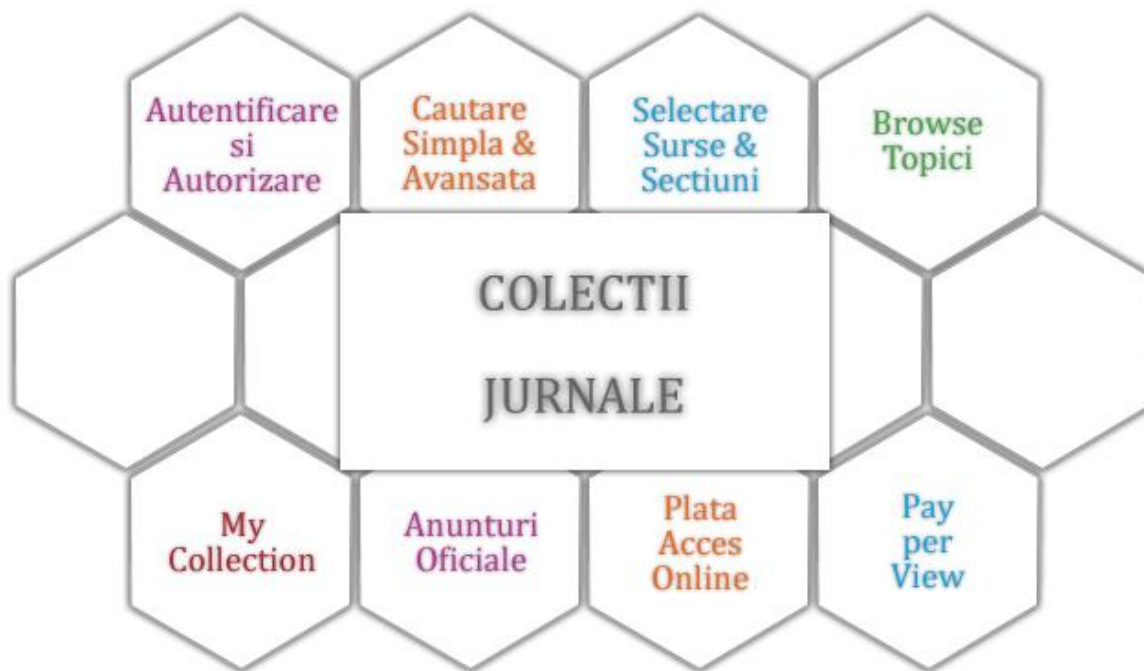 Autentificare
si
Autorizare
Cautare
Simpla &
Avansata
Selectare
Surse &
Sectiuni
Browse
Topici
COLECTII
JURNALE
My
Collection
Anunturi
Oficiale
Plata
Acces
Online
Pay
per
View